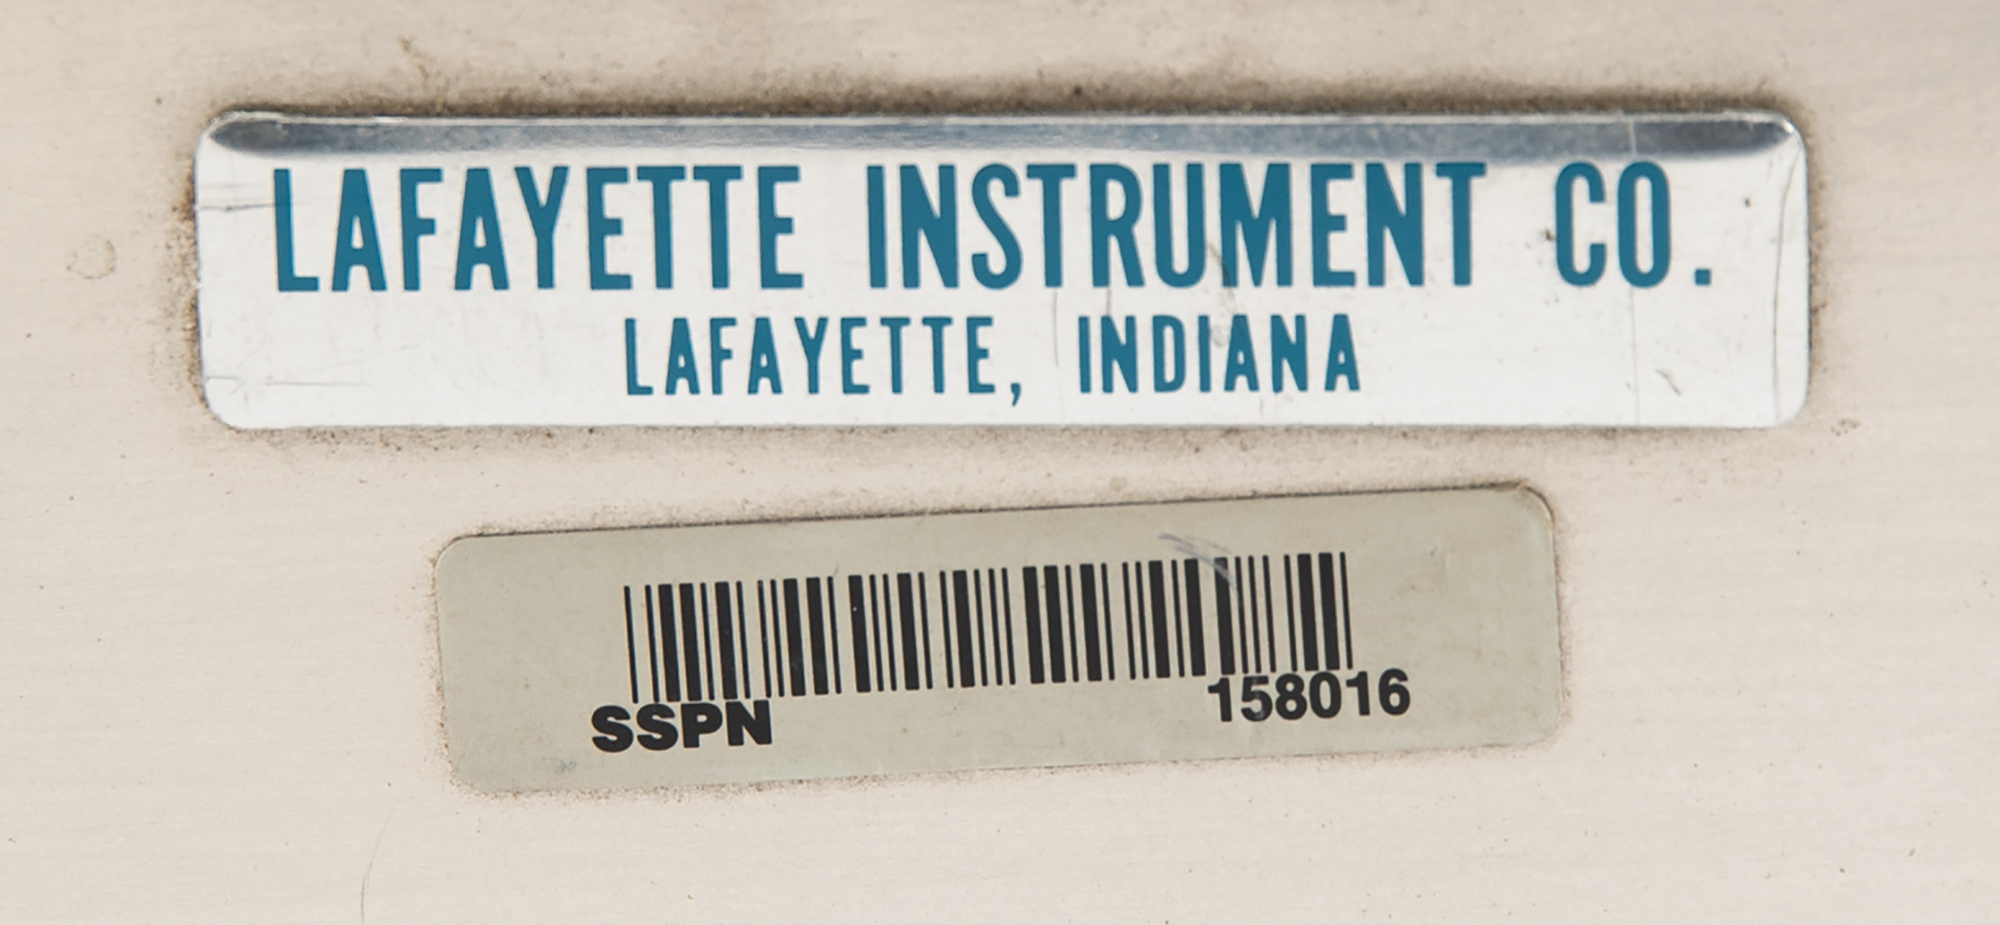 LAFAYETTE INSTRUMENT CO.
LAFAYETTE, INDIANA
SSPN 158016